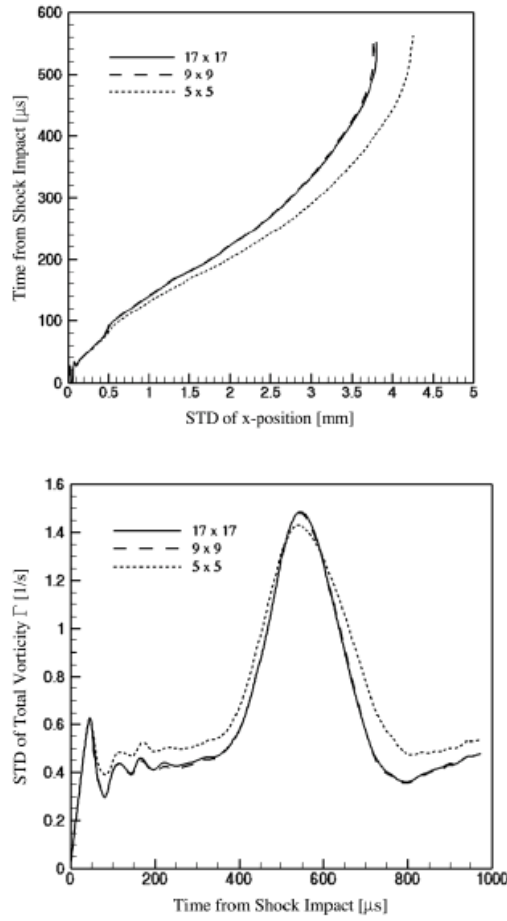 600
500
400
300
200
100
0
Time from Shock Impact [μs]
17 x 17
9 x 9
5 x 5
0 0.5 1 1.5 2 2.5 3 3.5 4 4.5 5
STD of x-position [mm]
1.6
1.4
1.2
1
0.8
0.6
0.4
0.2
0
STD of Total Vorticity Γ [1/s]
17 x 17
9 x 9
5 x 5
0 200 400 600 800 1000
Time from Shock Impact [μs]